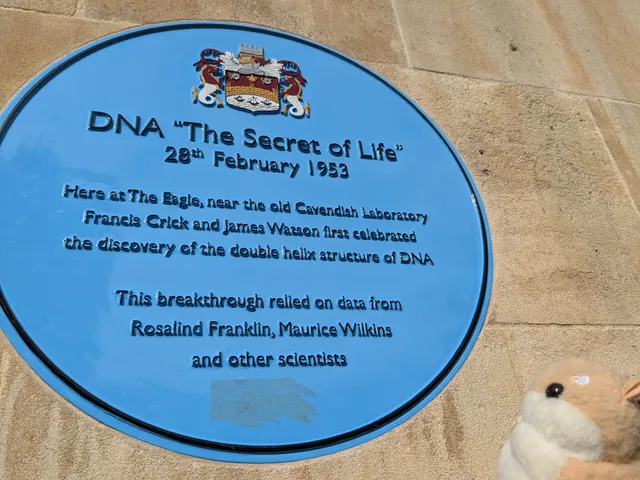 DNA "The Secret of Life"
28th February 1953
Here at The Eagle, near the old Cavendish Laboratory
Francis Crick and James Watson first celebrated
the discovery of the double helix structure of DNA
This breakthrough relied on data from
Rosalind Franklin, Maurice Wilkins
and other scientists